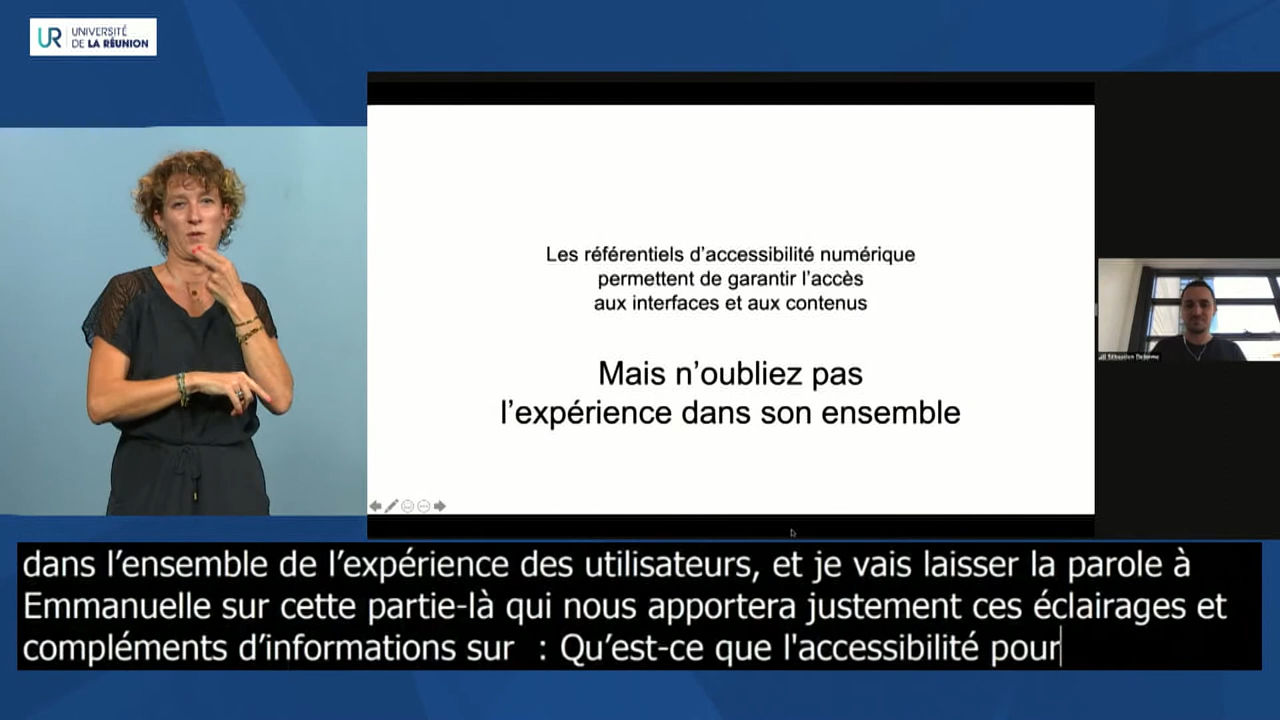 UR UNIVERSITÉ
DE LA RÉUNION
Les référentiels d’accessibilité numérique
permettent de garantir l’accès
aux interfaces et aux contenus
Mais n’oubliez pas
l’expérience dans son ensemble
dans l’ensemble de l’expérience des utilisateurs, et je vais laisser la parole à
Emmanuelle sur cette partie-là qui nous apportera justement ces éclairages et
compléments d’informations sur : Qu’est-ce que l'accessibilité pour